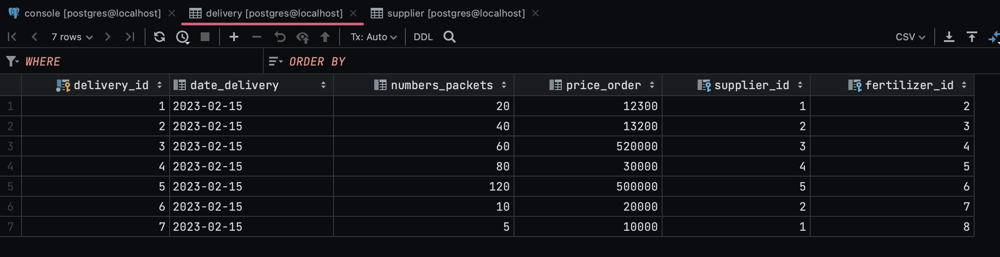 console [postgres@localhost] delivery [postgres@localhost] supplier [postgres@localhost]
7 rows Tx: Auto DDL CSV
WHERE ORDER BY
delivery_id date_delivery numbers_packets price_order supplier_id fertilizer_id
1 1 2023-02-15 20 12300 1 2
2 2 2023-02-15 40 13200 2 3
3 3 2023-02-15 60 520000 3 4
4 4 2023-02-15 80 30000 4 5
5 5 2023-02-15 120 500000 5 6
6 6 2023-02-15 10 20000 2 7
7 7 2023-02-15 5 10000 1 8